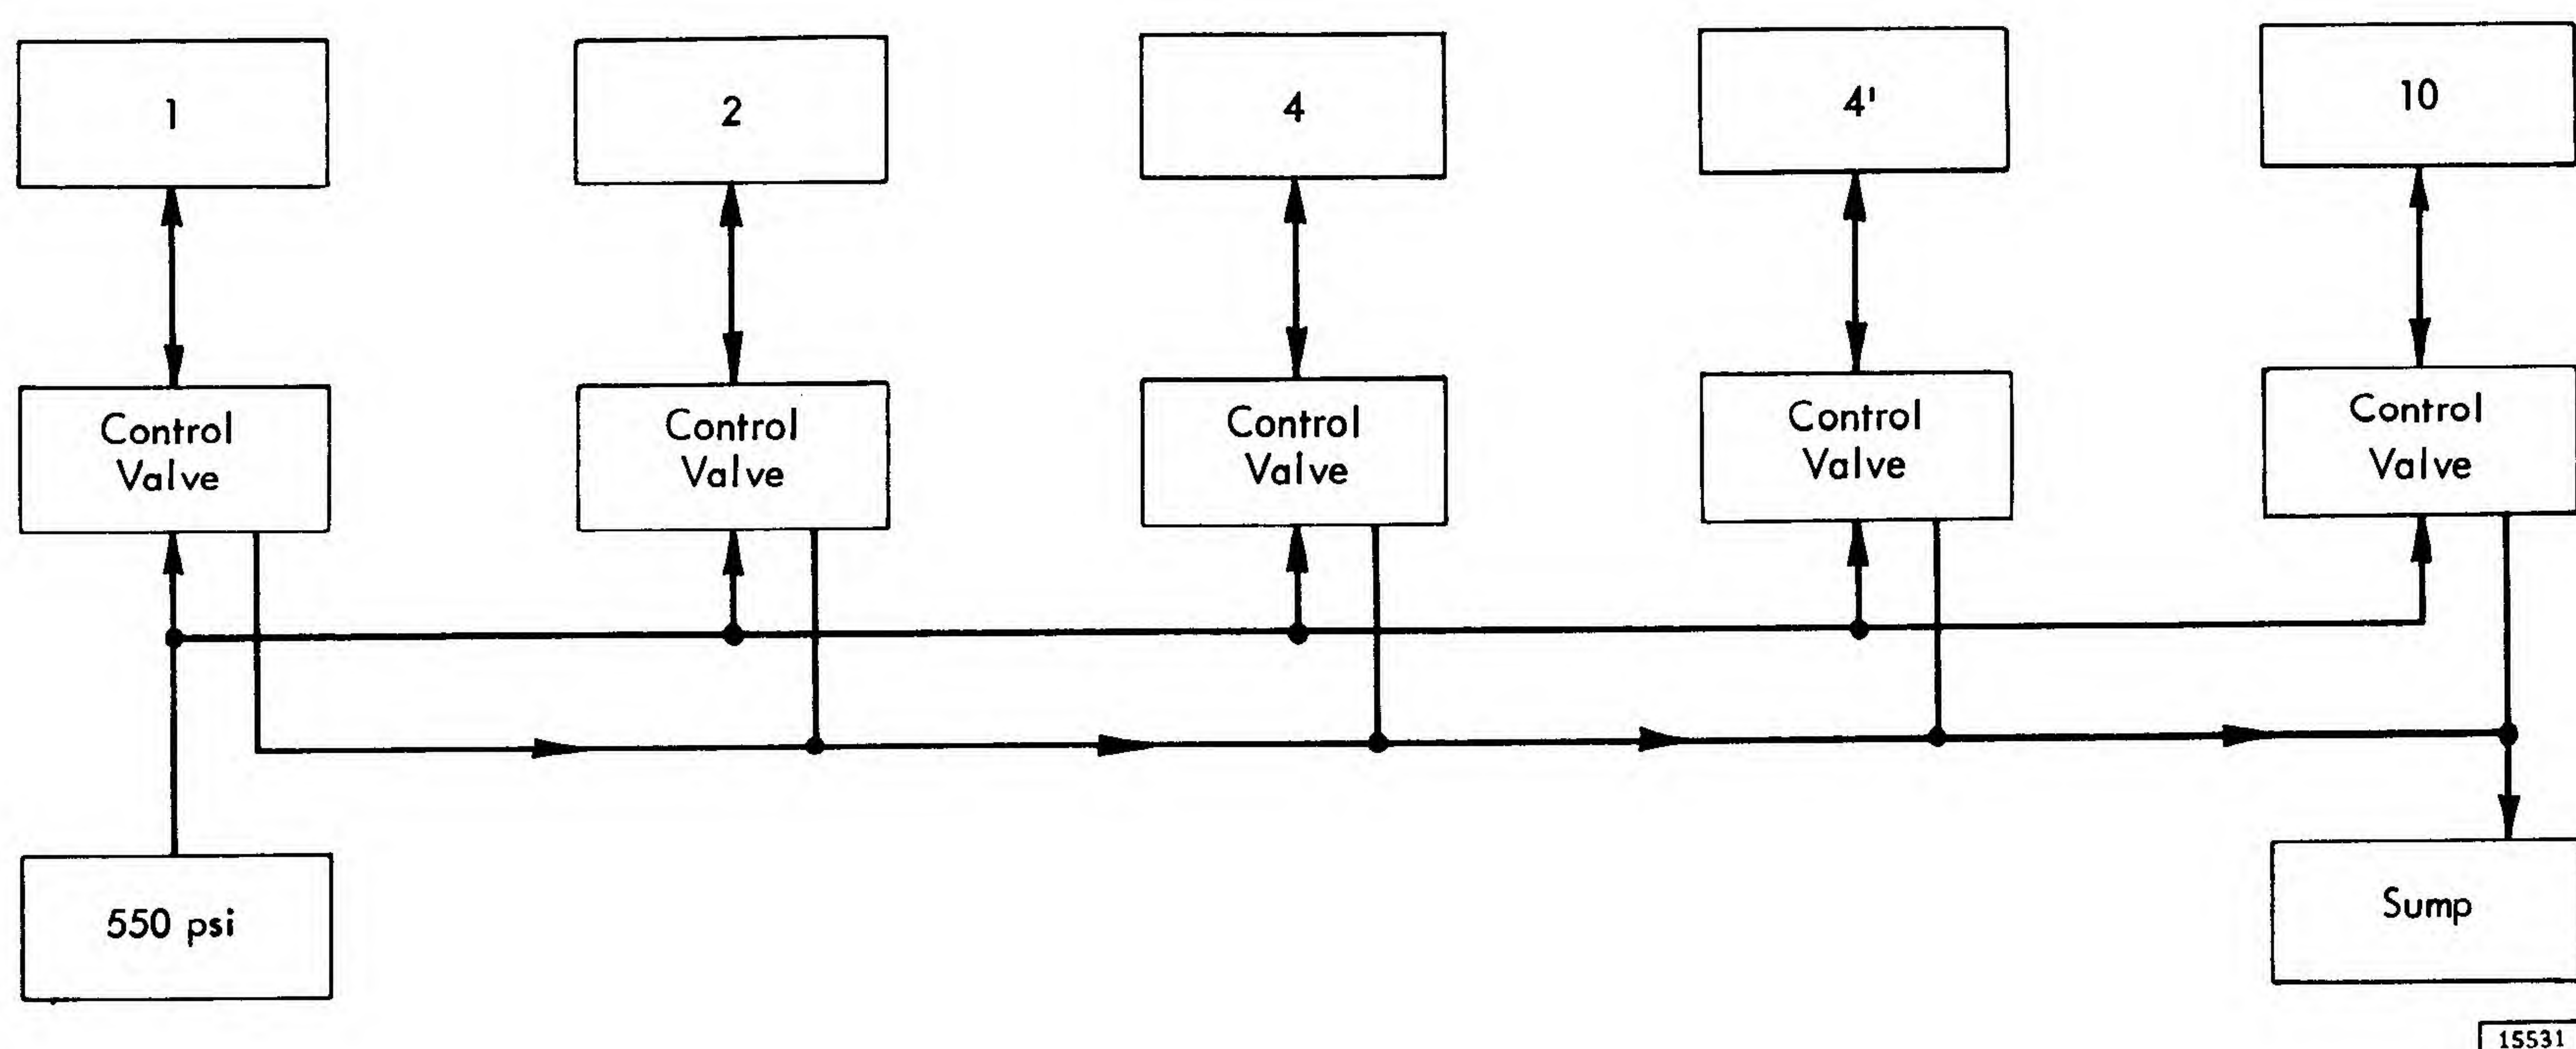 1
2
4
4'
10
Control
Valve
Control
Valve
Control
Valve
Control
Valve
Control
Valve
550 psi
Sump
15531